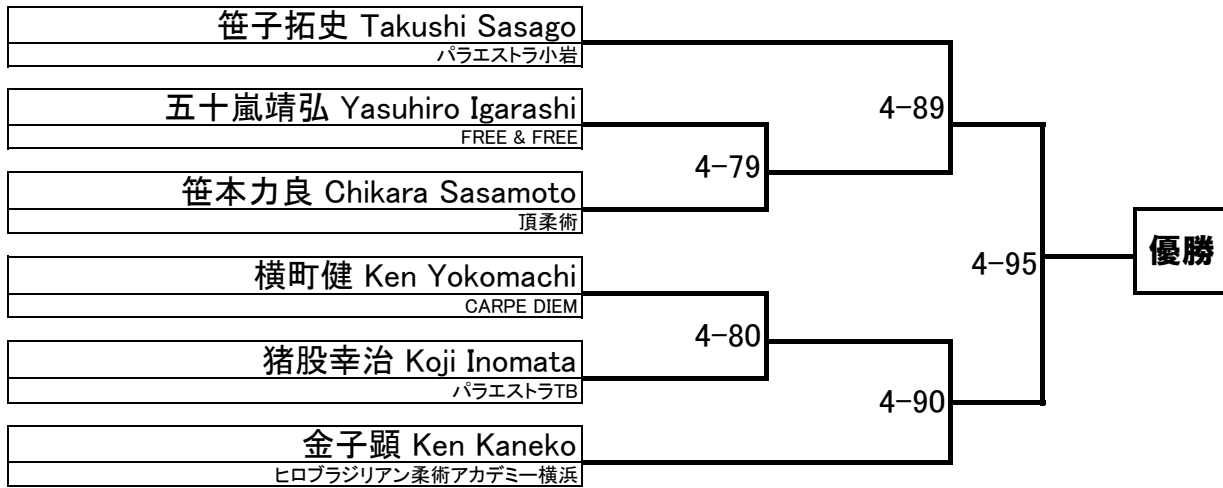 笹子拓史 Takushi Sasago
パラエストラ小岩
五十嵐靖弘 Yasuhiro Igarashi
4-89
FREE & FREE
4-79
笹本力良 Chikara Sasamoto
頂柔術
優勝
横町健 Ken Yokomachi
4-95
CARPE DIEM
4-80
猪股幸治 Koji Inomata
パラエストラTB
4-90
金子顕 Ken Kaneko
ヒロブラジリアン柔術アカデミー横浜